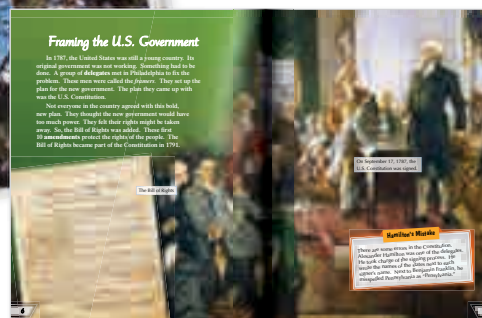 Framing the U.S. Government
In 1787, the United States was still a young country. Its
original government was not working. Something had to be
done. A group of delegates met in Philadelphia to fix the
problem. These men were called the framers. They set up the
plan for the new government. The plan they came up with
was the U.S. Constitution.
Not everyone in the country agreed with this bold,
new plan. They thought the new government would have
too much power. They felt their rights might be taken
away. So, the Bill of Rights was added. These first
10 amendments protect the rights of the people. The
Bill of Rights became part of the Constitution in 1791.
The Bill of Rights
6
On September 17, 1787, the
U.S. Constitution was signed.
Hamilton's Mistake
There are some errors in the Constitution.
Alexander Hamilton was one of the delegates.
He took charge of the signing process. He
wrote the names of the states next to each
signer's name. Next to Benjamin Franklin, he
misspelled Pennsylvania as